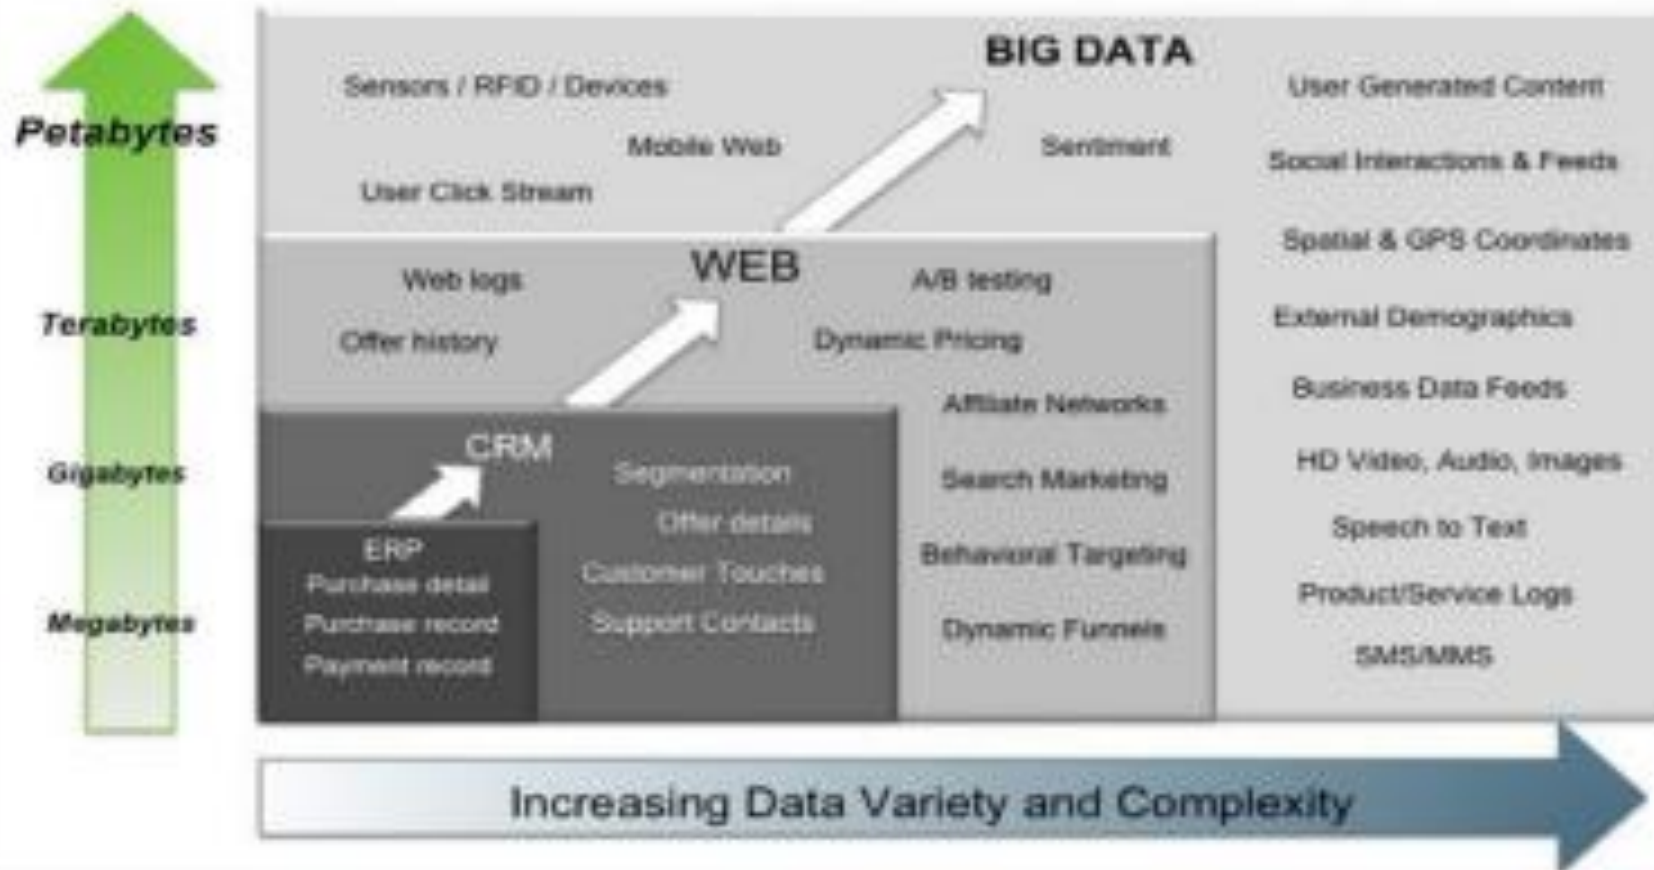 Petabytes
Terabytes
Gigabytes
Megabytes
BIG DATA
Sensors / RFID / Devices
Mobile Web
User Click Stream
Sentiment
User Generated Content
Social Interactions & Feeds
Spatial & GPS Coordinates
External Demographics
Business Data Feeds
HD Video, Audio, Images
Speech to Text
Product/Service Logs
SMS/MMS
WEB
Web logs
Offer history
A/B testing
Dynamic Pricing
Affiliate Networks
Search Marketing
Behavioral Targeting
Dynamic Funnels
CRM
Segmentation
Offer details
Customer Touches
Support Contacts
ERP
Purchase detail
Purchase record
Payment record
Increasing Data Variety and Complexity